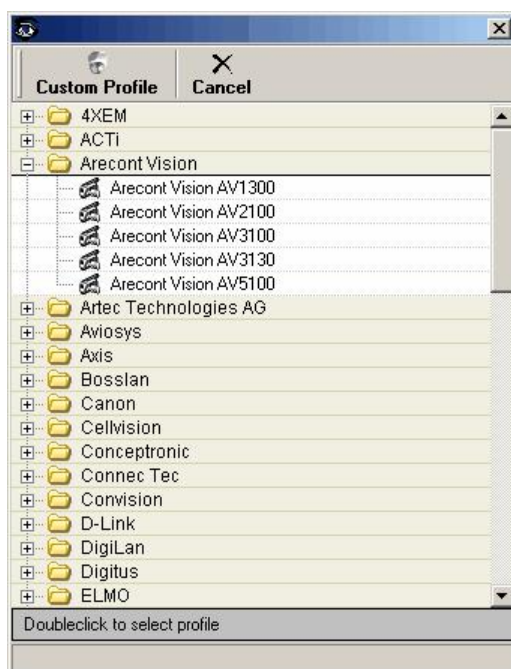 Custom Profile
Cancel
4XEM
ACTi
Arecont Vision
Arecont Vision AV1300
Arecont Vision AV2100
Arecont Vision AV3100
Arecont Vision AV3130
Arecont Vision AV5100
Artec Technologies AG
Aviosys
Axis
Bosslan
Canon
Cellvision
Conceptronic
Connec Tec
Convision
D-Link
DigiLan
Digitus
ELMO
Doubleclick to select profile